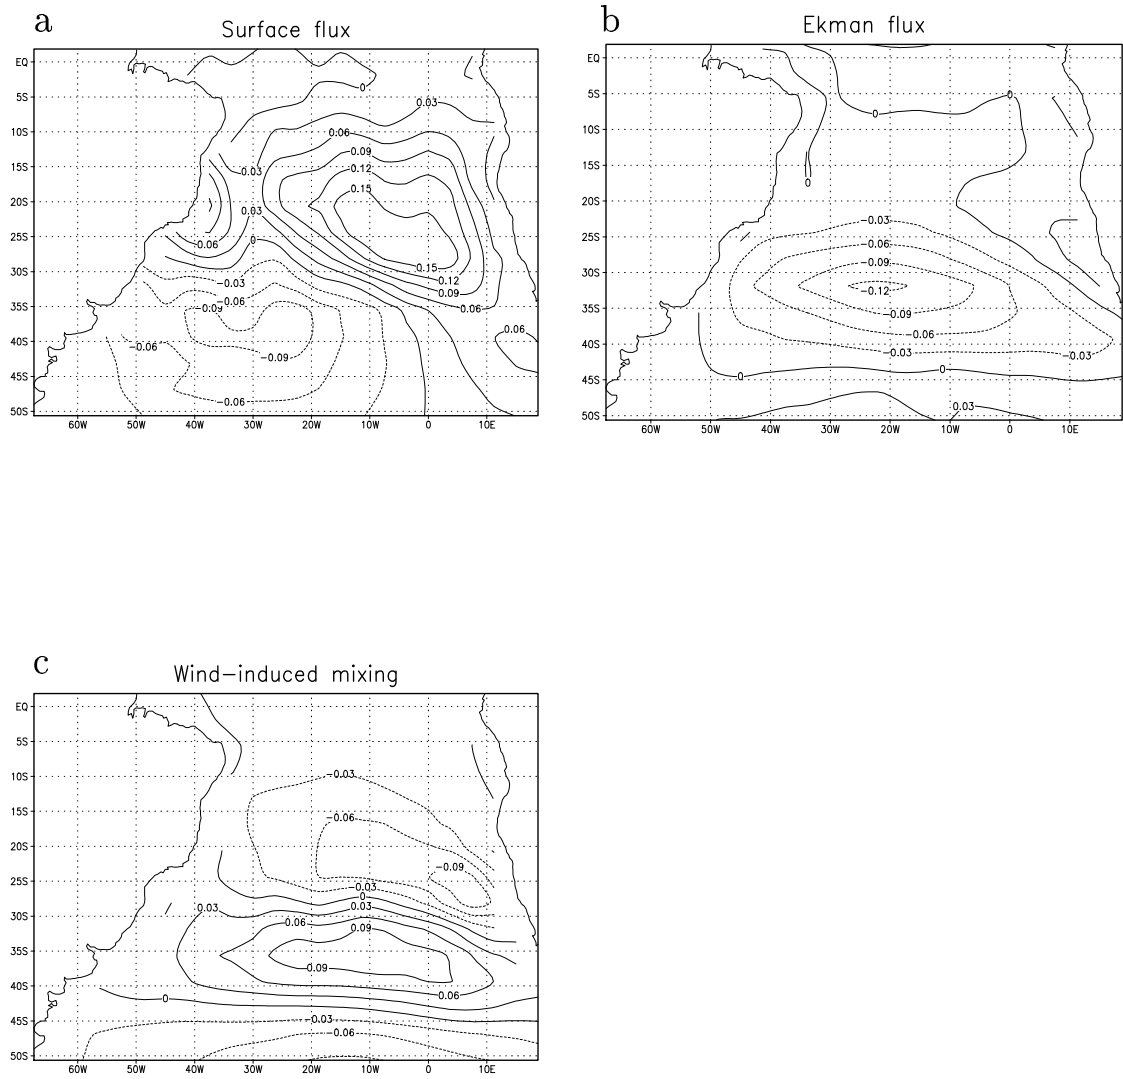 a
Surface flux
EQ
5S
10S
15S
20S
25S
30S
35S
40S
45S
50S
60W 50W 40W 30W 20W 10W 0 10E
0
0.03
0.06
0.09
0.12
0.15
0.03
0.03
0.06
0
-0.03
-0.06
-0.09
-0.06
-0.09
-0.06
0.15
0.12
0.09
0.06
0.06
b
Ekman flux
EQ
5S
10S
15S
20S
25S
30S
35S
40S
45S
50S
60W 50W 40W 30W 20W 10W 0 10E
0
0
0
-0.03
-0.06
-0.09
-0.12
-0.09
-0.06
-0.03
-0.03
0
0
0.03
c
Wind-induced mixing
EQ
5S
10S
15S
20S
25S
30S
35S
40S
45S
50S
60W 50W 40W 30W 20W 10W 0 10E
-0.03
-0.06
-0.09
-0.03
0
0.03
0.03
0.06
0.09
0.09
0.06
0
-0.03
-0.06